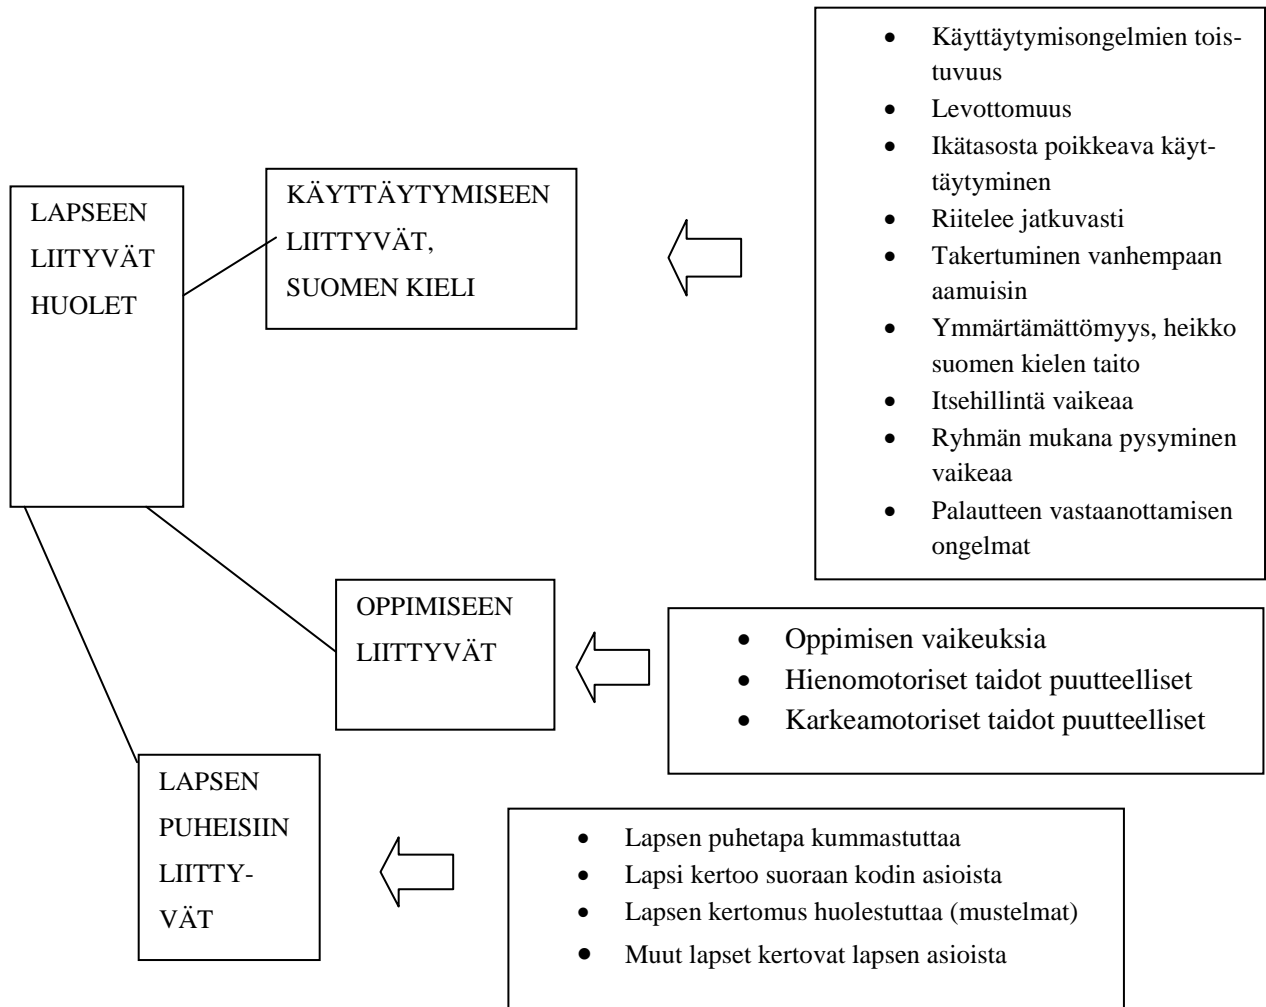 LAPSEEN
LIITYVÄT
HUOLET
KÄYTTÄYTYMISEEN
LIITTYVÄT,
SUOMEN KIELI
• Käyttäytymisongelmien tois-
tuvuus
• Levottomuus
• Ikätasosta poikkeava käyt-
täytyminen
• Riitelee jatkuvasti
• Takertuminen vanhempaan
aamuisin
• Ymmärtämättömyys, heikko
suomen kielen taito
• Itsehillintä vaikeaa
• Ryhmän mukana pysyminen
vaikeaa
• Palautteen vastaanottamisen
ongelmat
OPPIMISEEN
LIITTYVÄT
• Oppimisen vaikeuksia
• Hienomotoriset taidot puutteelliset
• Karkeamotoriset taidot puutteelliset
LAPSEN
PUHEISIIN
LIITTY-
VÄT
• Lapsen puhetapa kummastuttaa
• Lapsi kertoo suoraan kodin asioista
• Lapsen kertomus huolestuttaa (mustelmat)
• Muut lapset kertovat lapsen asioista